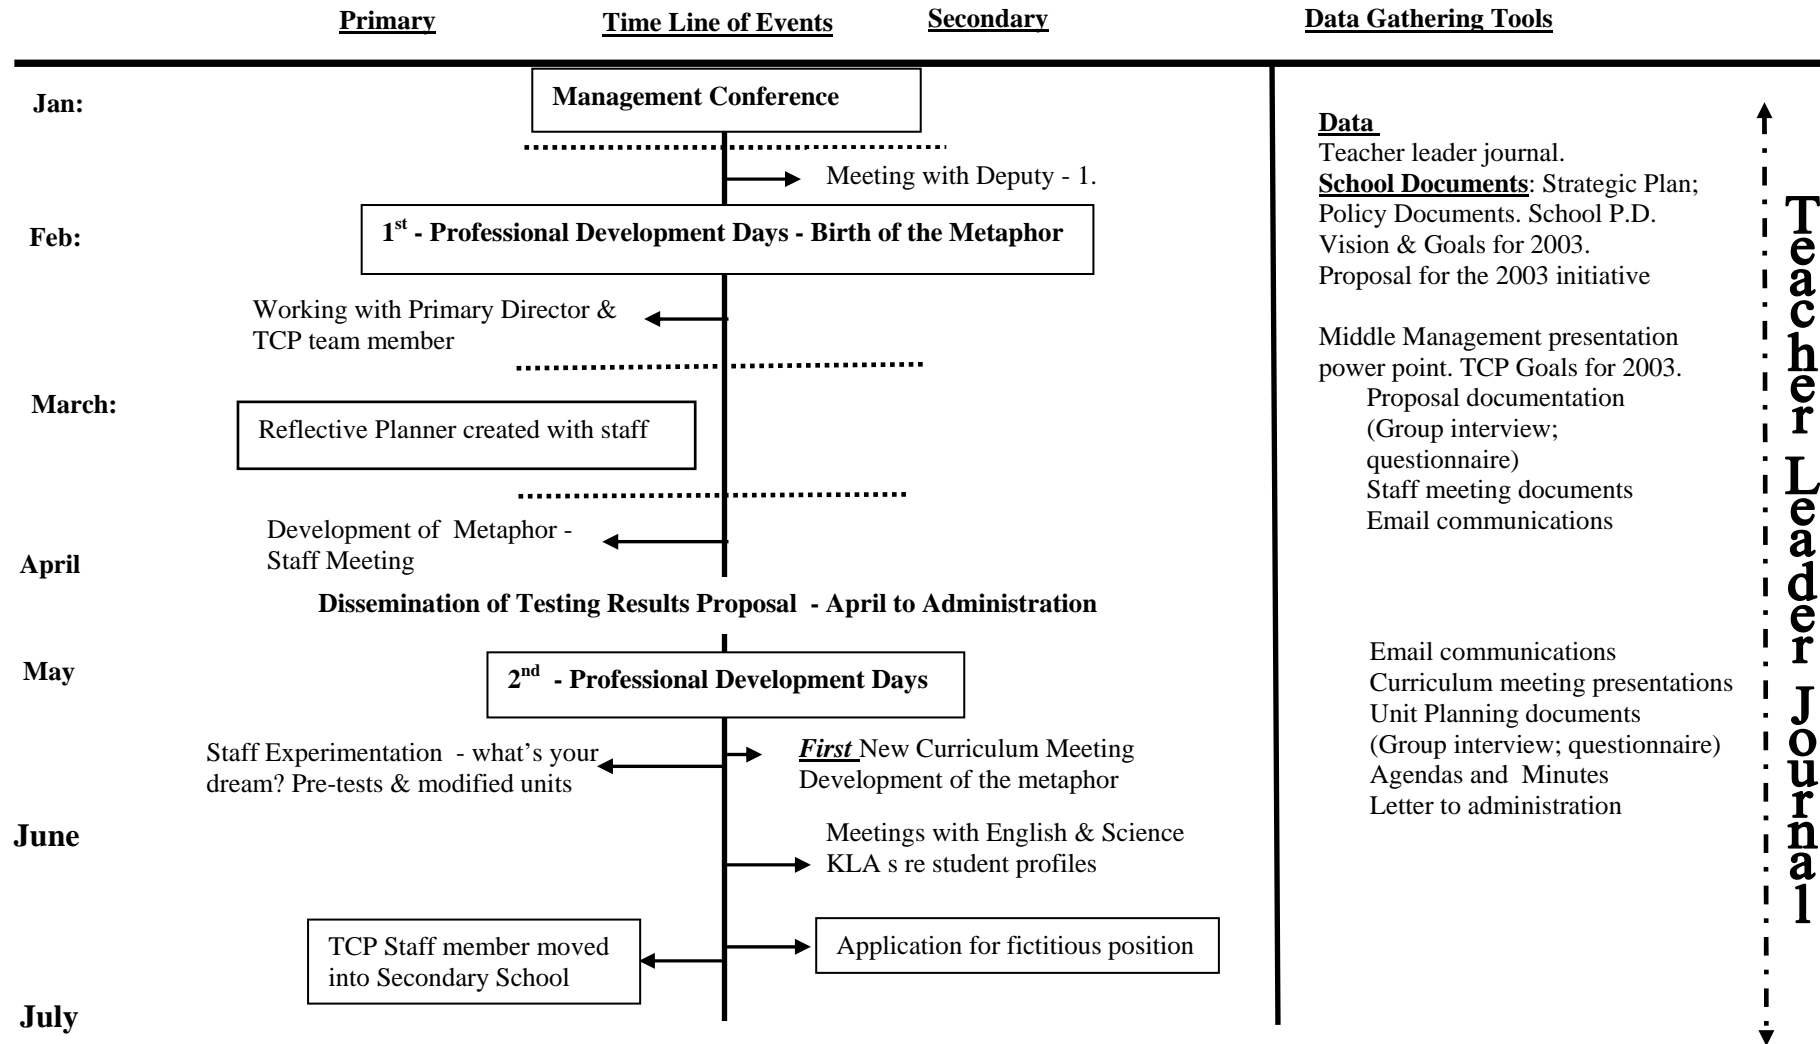 Primary
Time Line of Events
Secondary
Data Gathering Tools
Jan:
Management Conference
Meeting with Deputy - 1.
Feb:
1st - Professional Development Days - Birth of the Metaphor
Working with Primary Director &
TCP team member
March:
Reflective Planner created with staff
Development of  Metaphor -
Staff Meeting
April
Dissemination of Testing Results Proposal  - April to Administration
May
2nd  - Professional Development Days
Staff Experimentation  - what’s your
dream? Pre-tests & modified units
First New Curriculum Meeting
Development of the metaphor
June
Meetings with English & Science
KLA s re student profiles
TCP Staff member moved
into Secondary School
Application for fictitious position
July
Data
Teacher leader journal.
School Documents: Strategic Plan;
Policy Documents. School P.D.
Vision & Goals for 2003.
Proposal for the 2003 initiative
Middle Management presentation
power point. TCP Goals for 2003.
Proposal documentation
(Group interview;
questionnaire)
Staff meeting documents
Email communications
Email communications
Curriculum meeting presentations
Unit Planning documents
(Group interview; questionnaire)
Agendas and  Minutes
Letter to administration
Teacher Leader Journal